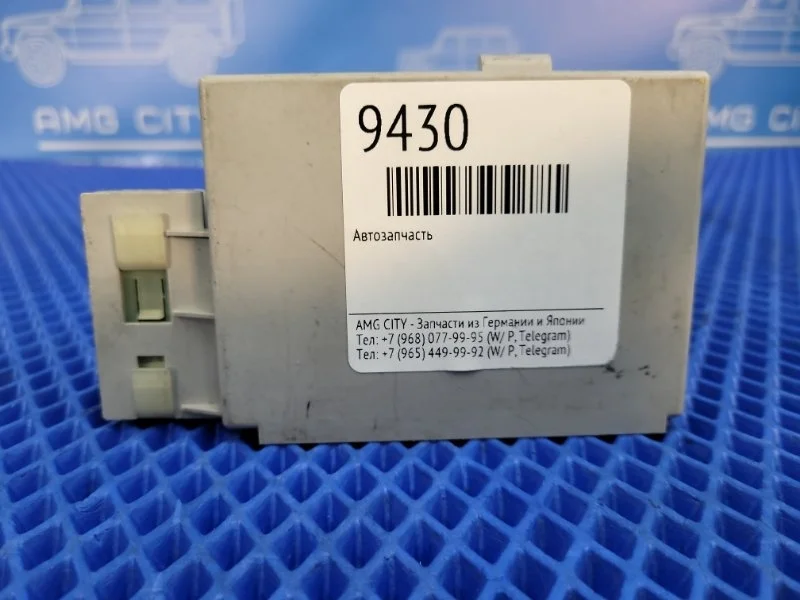 AMG CITY
AMG CITY
9430
Автозапчасть
AMG CITY - Запчасти из Германии и Японии
Тел: +7 (968) 077-99-95 (W/ P, Telegram)
Тел: +7 (965) 449-99-92 (W/ P, Telegram)